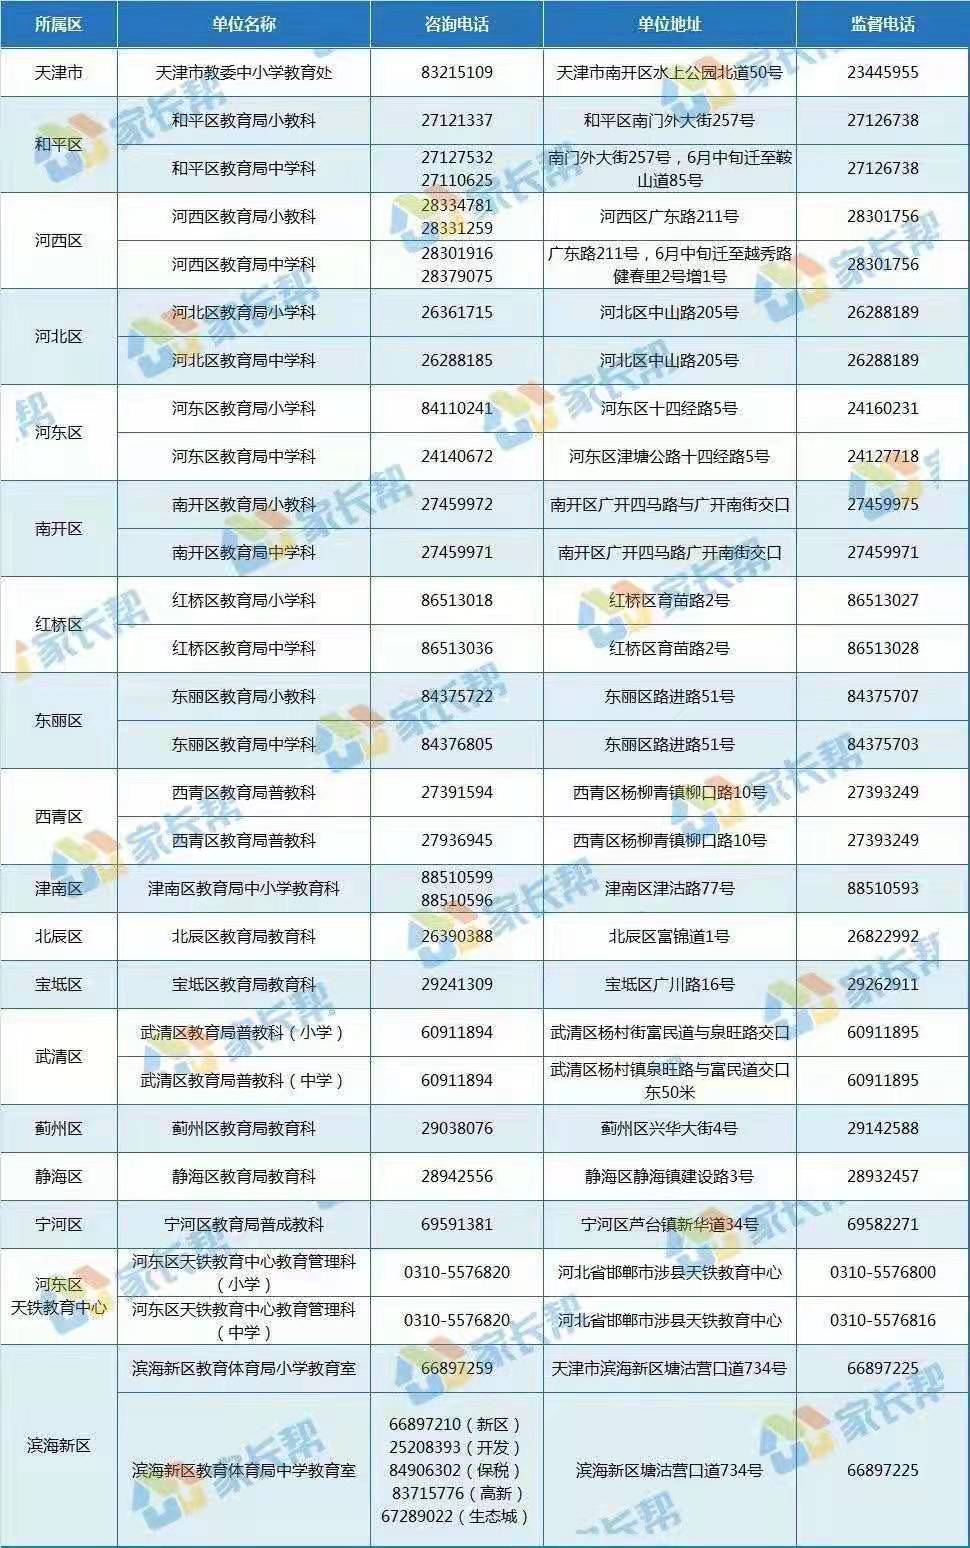 所属区 单位名称 咨询电话 单位地址 监督电话
天津市 天津市教委中小学教育处 83215109 天津市南开区水上公园北道50号 23445955
和平区 和平区教育局小教科 27121337 和平区南门外大街257号 27126738
和平区教育局中学科 27127532 27110625 南门外大街257号，6月中旬迁至鞍山道85号 27126738
河西区 河西区教育局小教科 28334781 28331259 河西区广东路211号 28301756
河西区教育局中学科 28301916 28379075 广东路211号，6月中旬迁至越秀路健春里2号增1号 28301756
河北区 河北区教育局小学科 26361715 河北区中山路205号 26288189
河北区教育局中学科 26288185 河北区中山路205号 26288189
河东区 河东区教育局小学科 84110241 河东区十四经路5号 24160231
河东区教育局中学科 24140672 河东区津塘公路十四经路5号 24127718
南开区 南开区教育局小教科 27459972 南开区广开四马路与广开南街交口 27459975
南开区教育局中学科 27459971 南开区广开四马路广开南街交口 27459971
红桥区 红桥区教育局小学科 86513018 红桥区育苗路2号 86513027
红桥区教育局中学科 86513036 红桥区育苗路2号 86513028
东丽区 东丽区教育局小教科 84375722 东丽区路进路51号 84375707
东丽区教育局中学科 84376805 东丽区路进路51号 84375703
西青区 西青区教育局普教科 27391594 西青区杨柳青镇柳口路10号 27393249
西青区教育局普教科 27936945 西青区杨柳青镇柳口路10号 27393249
津南区 津南区教育局中小学教育科 88510599 88510596 津南区津沽路77号 88510593
北辰区 北辰区教育局教育科 26390388 北辰区富锦道1号 26822992
宝坻区 宝坻区教育局教育科 29241309 宝坻区广川路16号 29262911
武清区 武清区教育局普教科（小学） 60911894 武清区杨村街富民道与泉旺路交口 60911895
武清区教育局普教科（中学） 60911894 武清区杨村镇泉旺路与富民道交口东50米 60911895
蓟州区 蓟州区教育局教育科 29038076 蓟州区兴华大街4号 29142588
静海区 静海区教育局教育科 28942556 静海区静海镇建设路3号 28932457
宁河区 宁河区教育局普成教科 69591381 宁河区芦台镇新华道34号 69582271
河东区天铁教育中心 河东区天铁教育中心教育管理科（小学） 0310-5576820 河北省邯郸市涉县天铁教育中心 0310-5576800
河东区天铁教育中心教育管理科（中学） 0310-5576820 河北省邯郸市涉县天铁教育中心 0310-5576816
滨海新区 滨海新区教育体育局小学教育室 66897259 天津市滨海新区塘沽营口道734号 66897225
滨海新区教育体育局中学教育室 66897210（新区） 25208393（开发） 84906302（保税） 83715776（高新） 67289022（生态城） 滨海新区塘沽营口道734号 66897225
家长帮